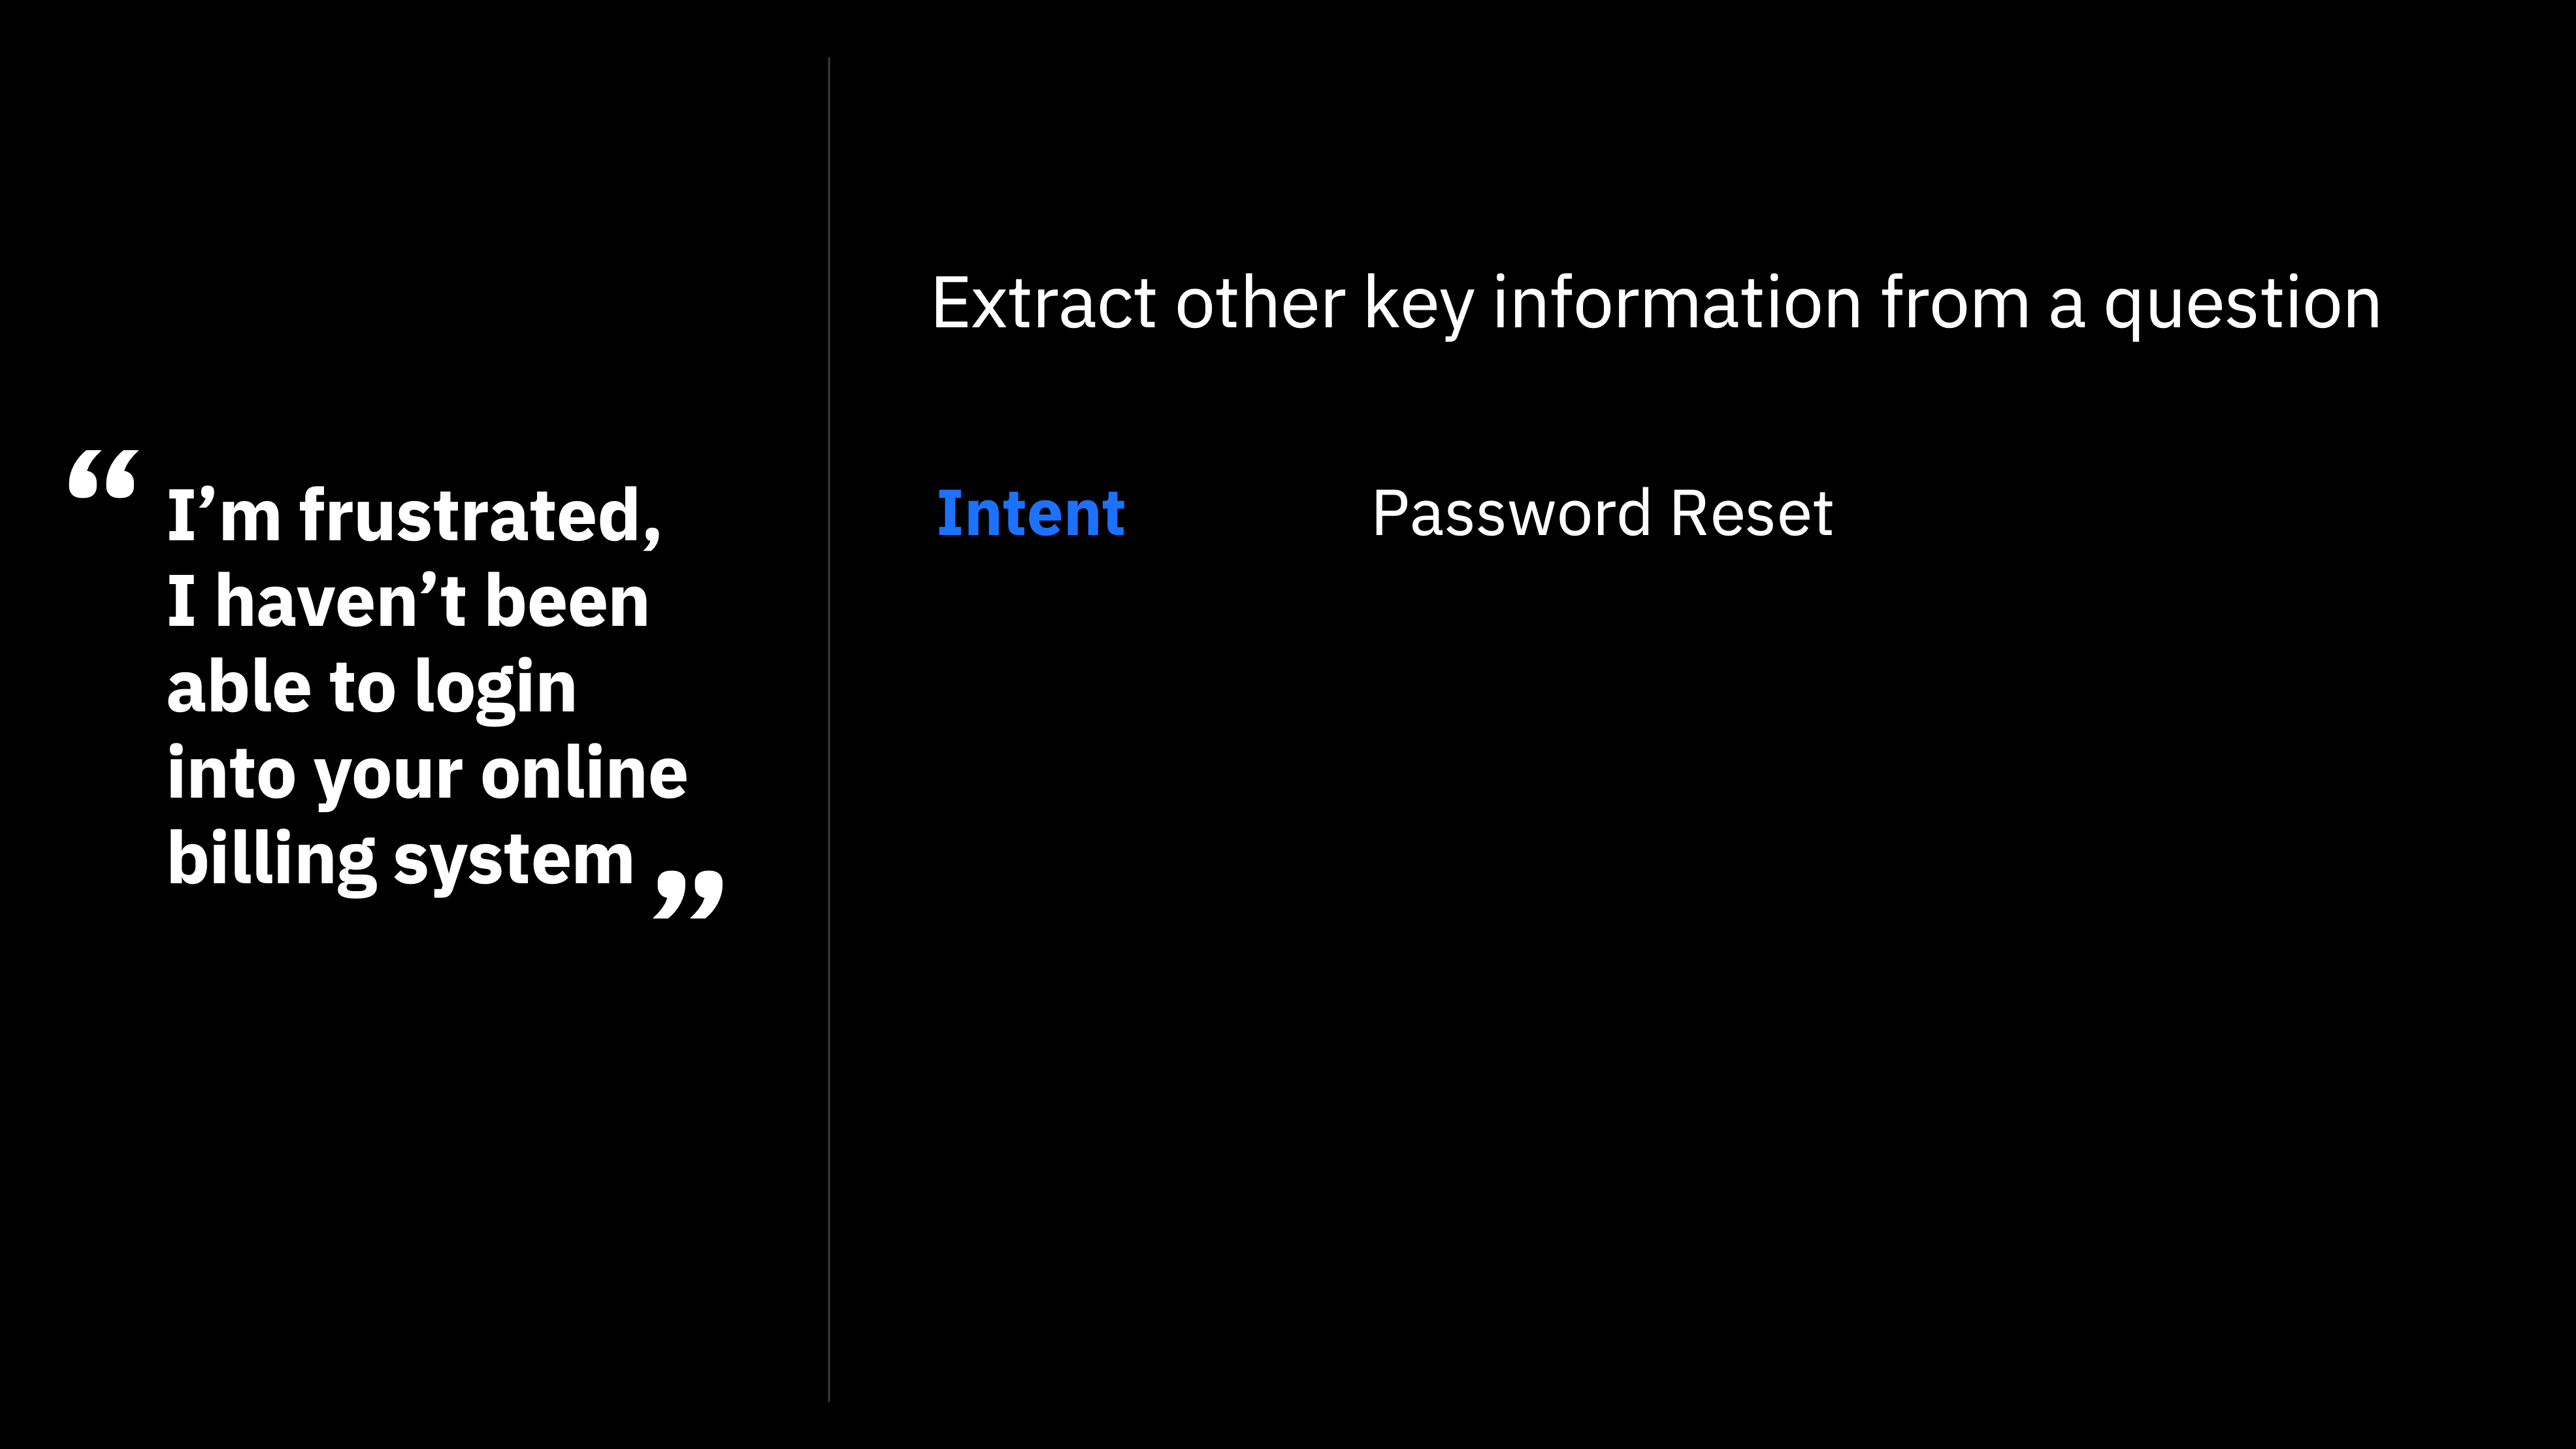 “ I’m frustrated,
I haven’t been
able to login
into your online
billing system ”
Extract other key information from a question
Intent Password Reset